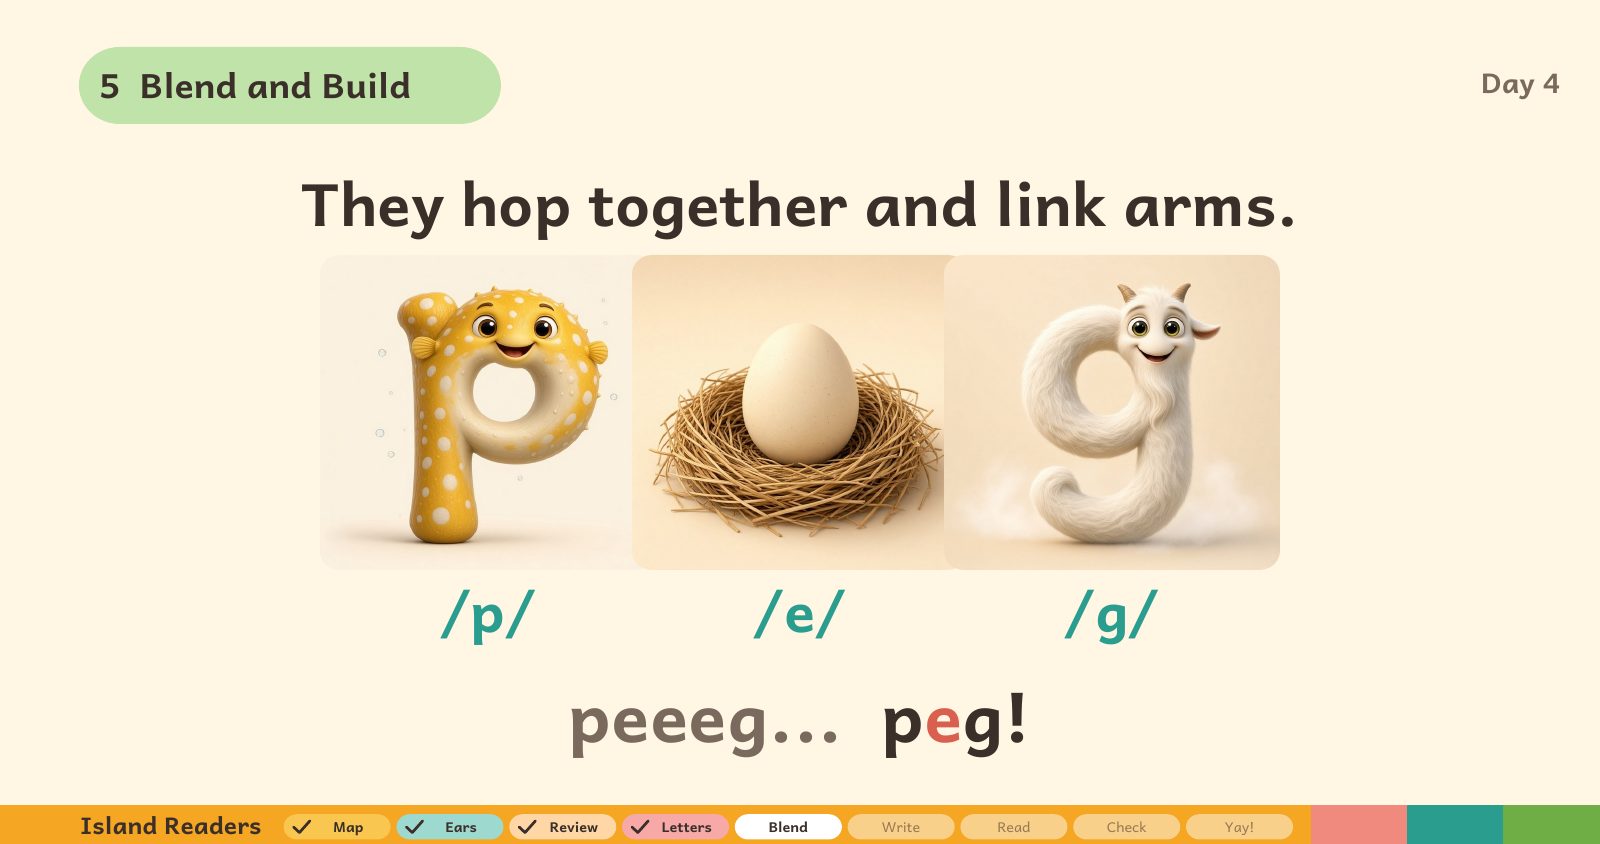 5 Blend and Build
Day 4
They hop together and link arms.
/p/ /e/ /g/
peeeg... peg!
Island Readers Map Ears Review Letters Blend Write Read Check Yay!